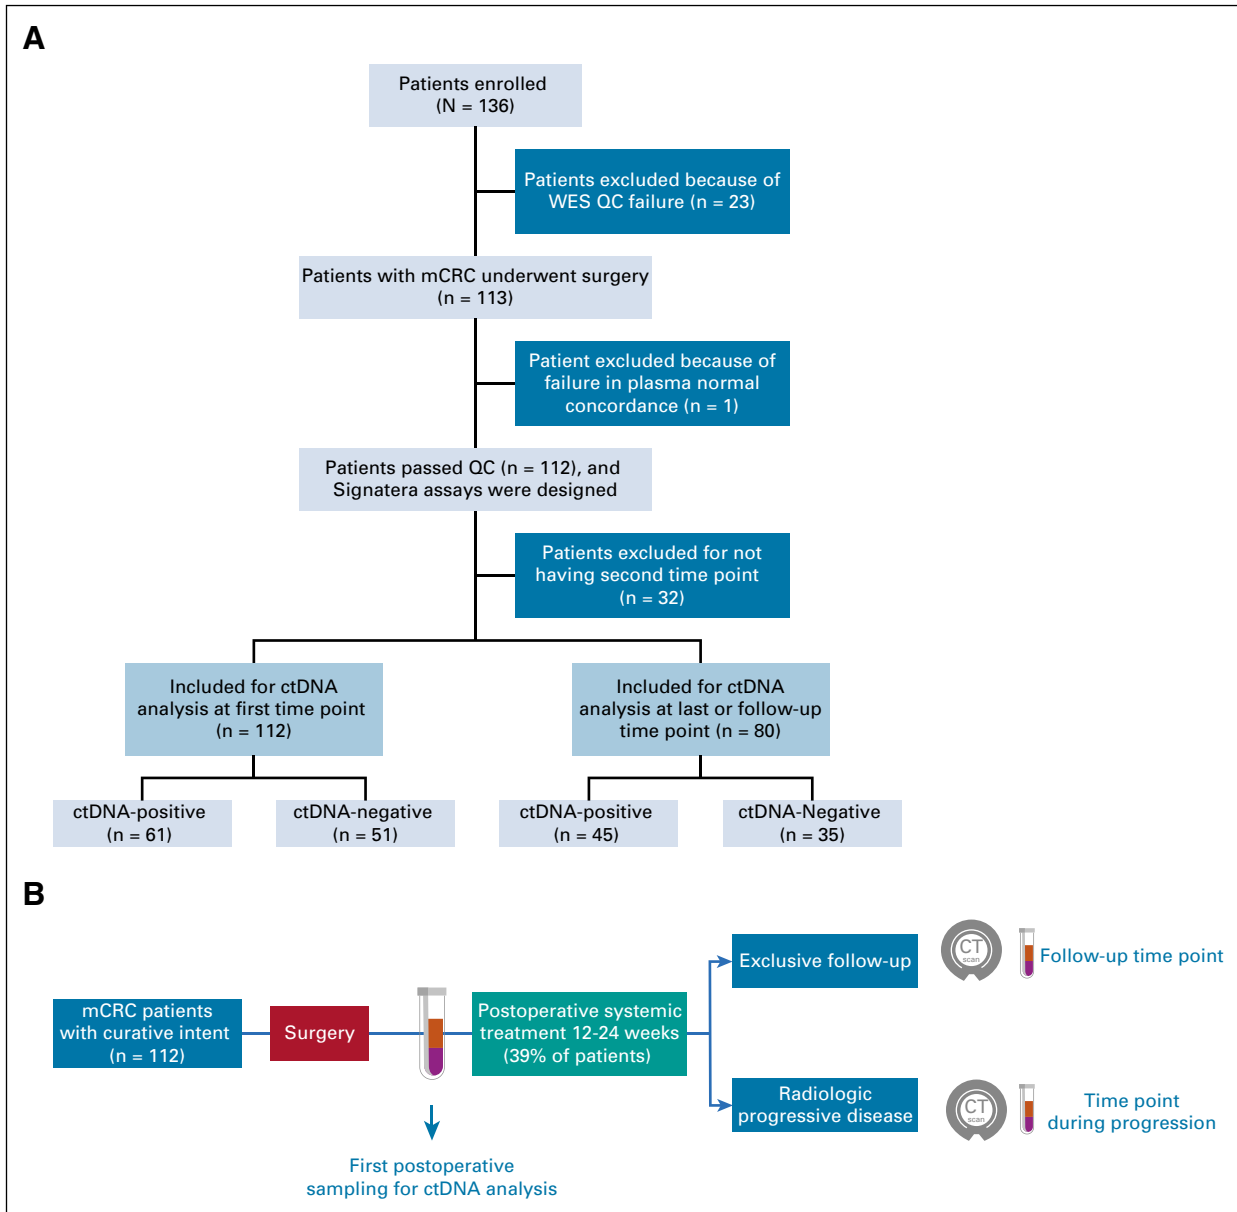 A
Patients enrolled
(N = 136)
Patients excluded because of
WES QC failure (n = 23)
Patients with mCRC underwent surgery
(n = 113)
Patient excluded because of
failure in plasma normal
concordance (n = 1)
Patients passed QC (n = 112), and
Signatera assays were designed
Patients excluded for not
having second time point
(n = 32)
Included for ctDNA
analysis at first time point
(n = 112)
Included for ctDNA
analysis at last or follow-up
time point (n = 80)
ctDNA-positive
(n = 61)
ctDNA-negative
(n = 51)
ctDNA-positive
(n = 45)
ctDNA-Negative
(n = 35)
B
mCRC patients
with curative intent
(n = 112)
Surgery
First postoperative
sampling for ctDNA analysis
Postoperative systemic
treatment 12-24 weeks
(39% of patients)
Exclusive follow-up
CT
scan
Follow-up time point
Radiologic
progressive disease
CT
scan
Time point
during progression